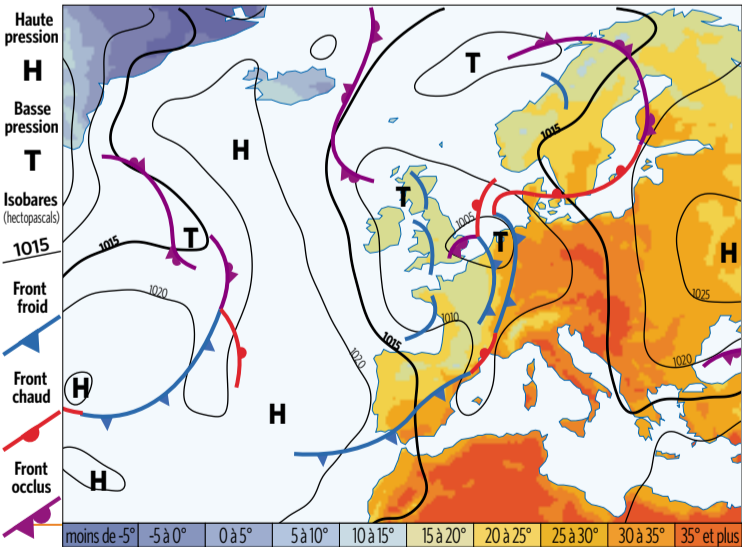 Haute
pression
H
Basse
pression
T
Isobares
(hectopascals)
1015
Front
froid
Front
chaud
Front
occlus
T
1015
H
T
1005
T
T
1015
1020
H
1025
1010
1015
1020
1020
H
H
H
moins de -5° -5 à 0° 0 à 5° 5 à 10° 10 à 15° 15 à 20° 20 à 25° 25 à 30° 30 à 35° 35° et plus